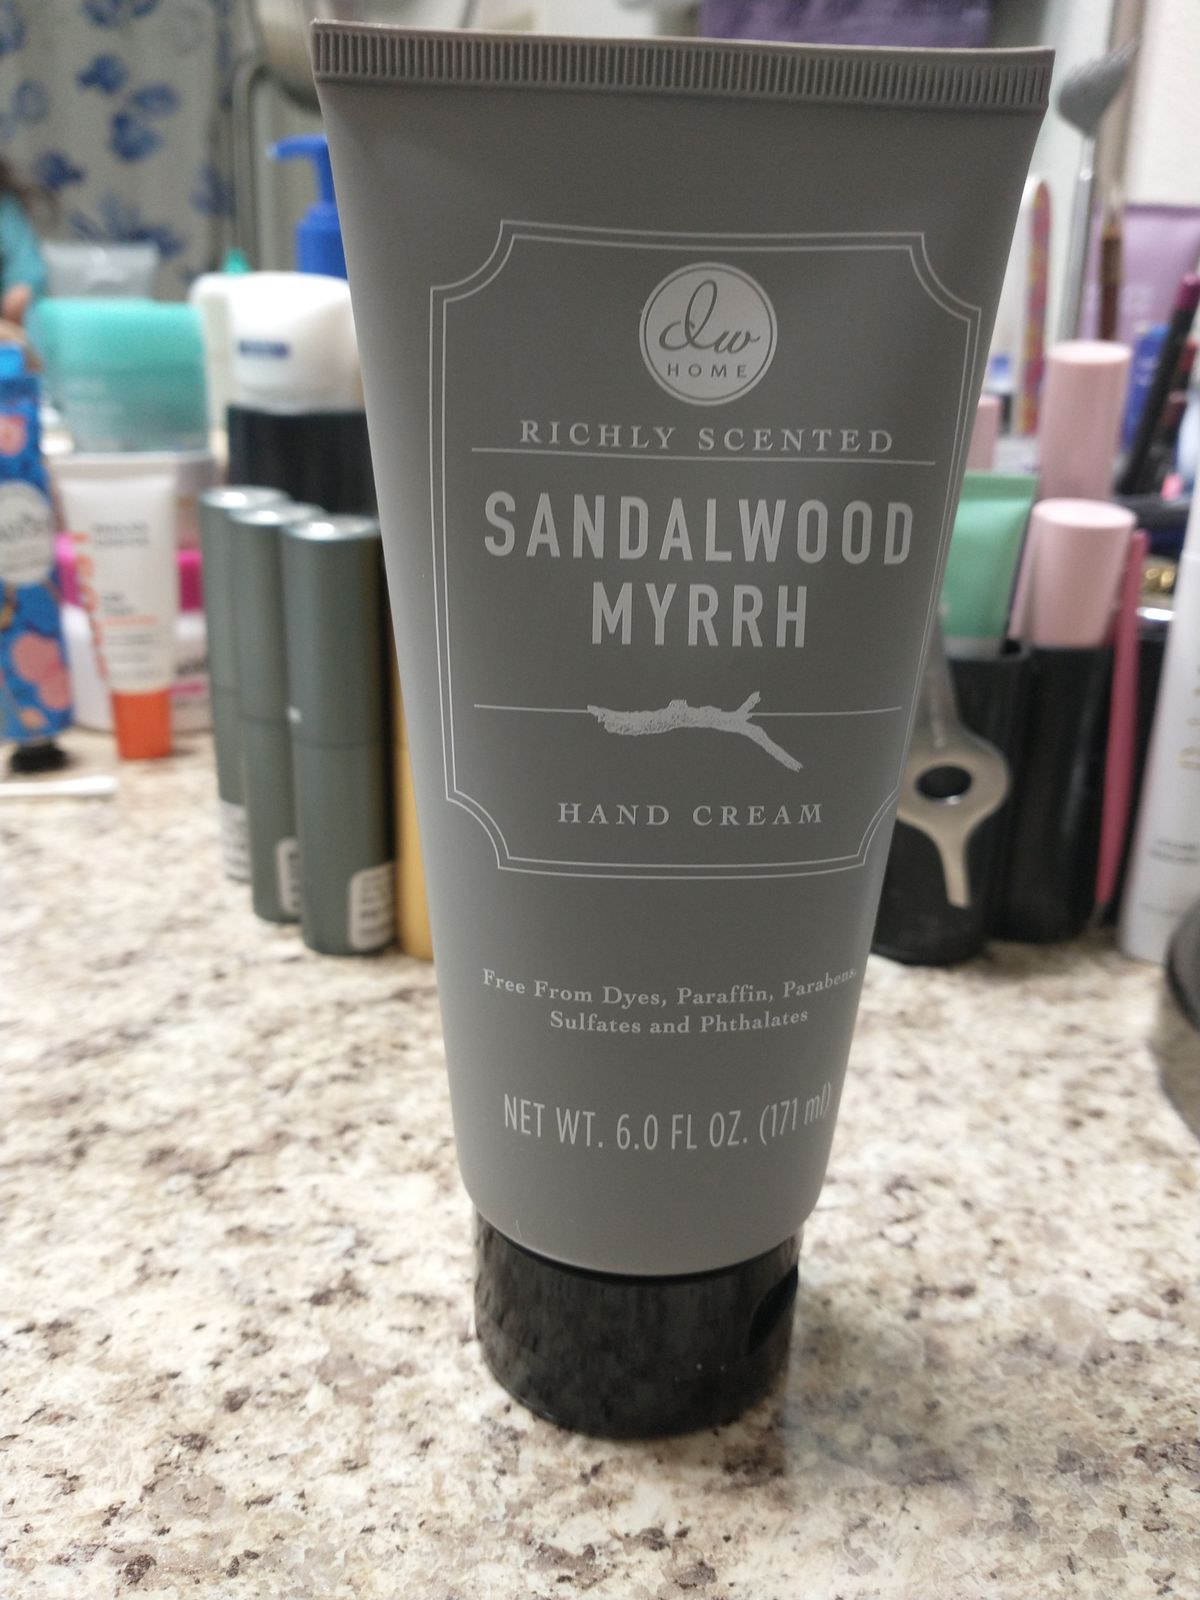 dw
HOME
RICHLY SCENTED
SANDALWOOD
MYRRH
HAND CREAM
Free From Dyes, Paraffin, Parabens,
Sulfates and Phthalates
NET WT. 6.0 FL OZ. (171 ml)